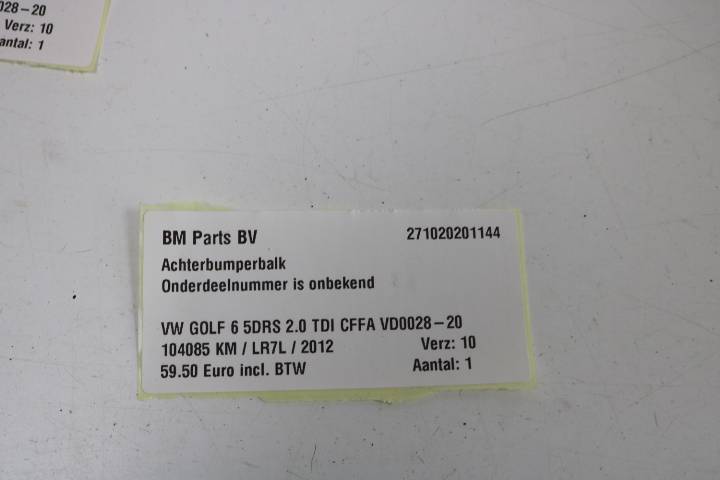 028-20
Verz: 10
antal: 1
BM Parts BV 271020201144
Achterbumperbalk
Onderdeelnummer is onbekend
VW GOLF 6 5DRS 2.0 TDI CFFA VD0028-20
104085 KM / LR7L / 2012 Verz: 10
59.50 Euro incl. BTW Aantal: 1